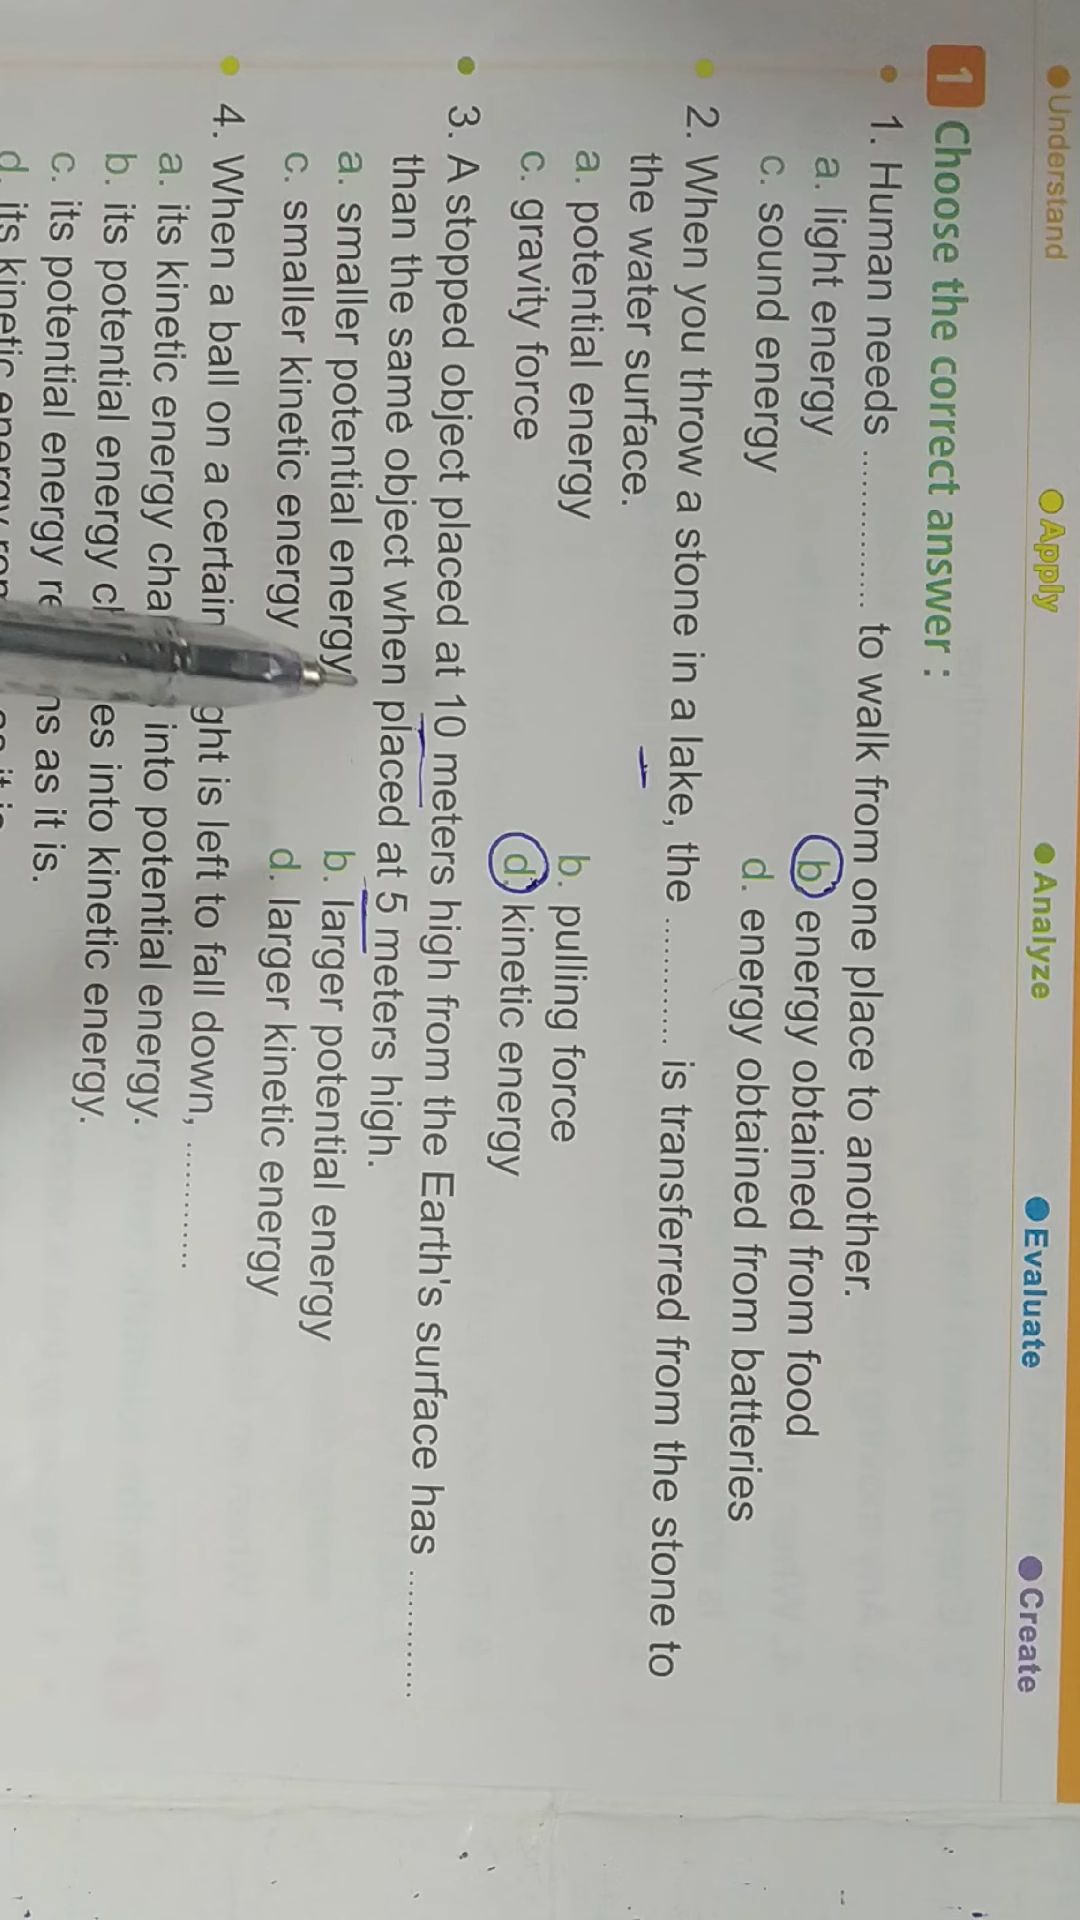 Understand Apply Analyze Evaluate Create
1 Choose the correct answer :
1. Human needs ............ to walk from one place to another.
a. light energy b. energy obtained from food
c. sound energy d. energy obtained from batteries
2. When you throw a stone in a lake, the ............ is transferred from the stone to
the water surface.
a. potential energy b. pulling force
c. gravity force d. kinetic energy
3. A stopped object placed at 10 meters high from the Earth's surface has ............
than the same object when placed at 5 meters high.
a. smaller potential energy b. larger potential energy
c. smaller kinetic energy d. larger kinetic energy
4. When a ball on a certain is left to fall down, ............
a. its kinetic energy into potential energy.
b. its potential energy into kinetic energy.
c. its potential energy as it is.
d. its kinetic energy